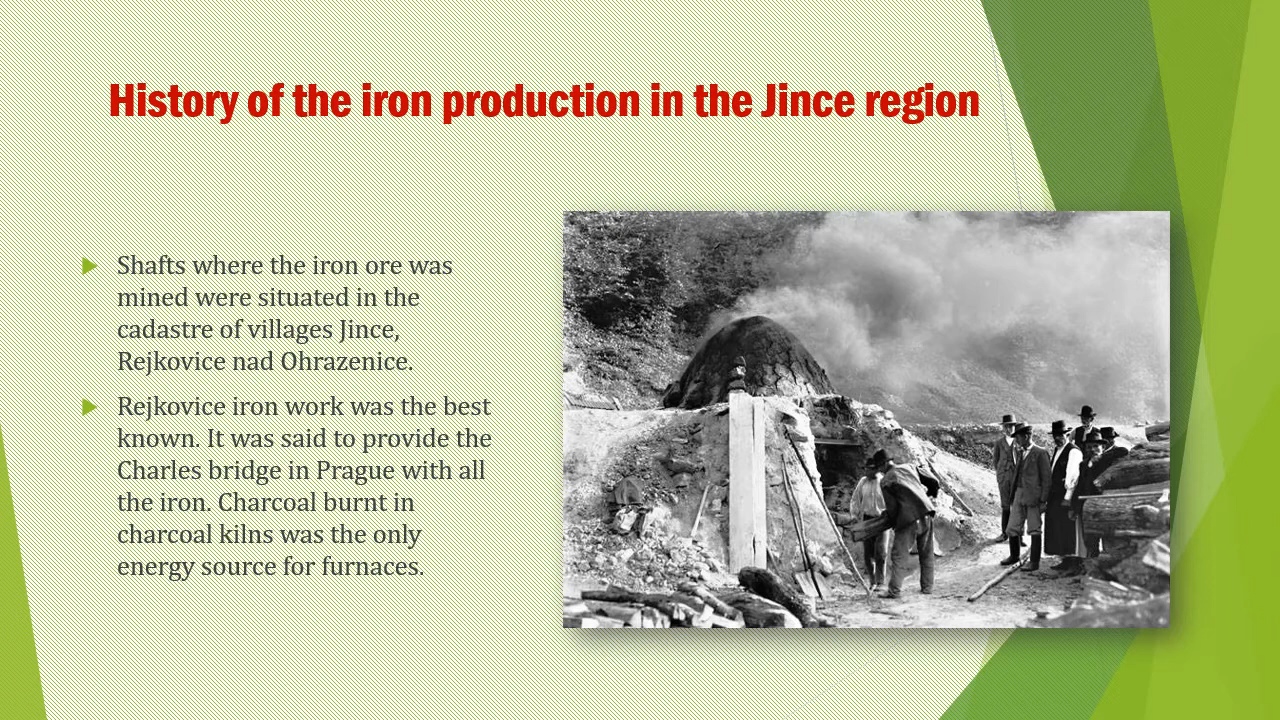 History of the iron production in the Jince region
Shafts where the iron ore was
mined were situated in the
cadastre of villages Jince,
Rejkovice nad Ohrazenice.
Rejkovice iron work was the best
known. It was said to provide the
Charles bridge in Prague with all
the iron. Charcoal burnt in
charcoal kilns was the only
energy source for furnaces.